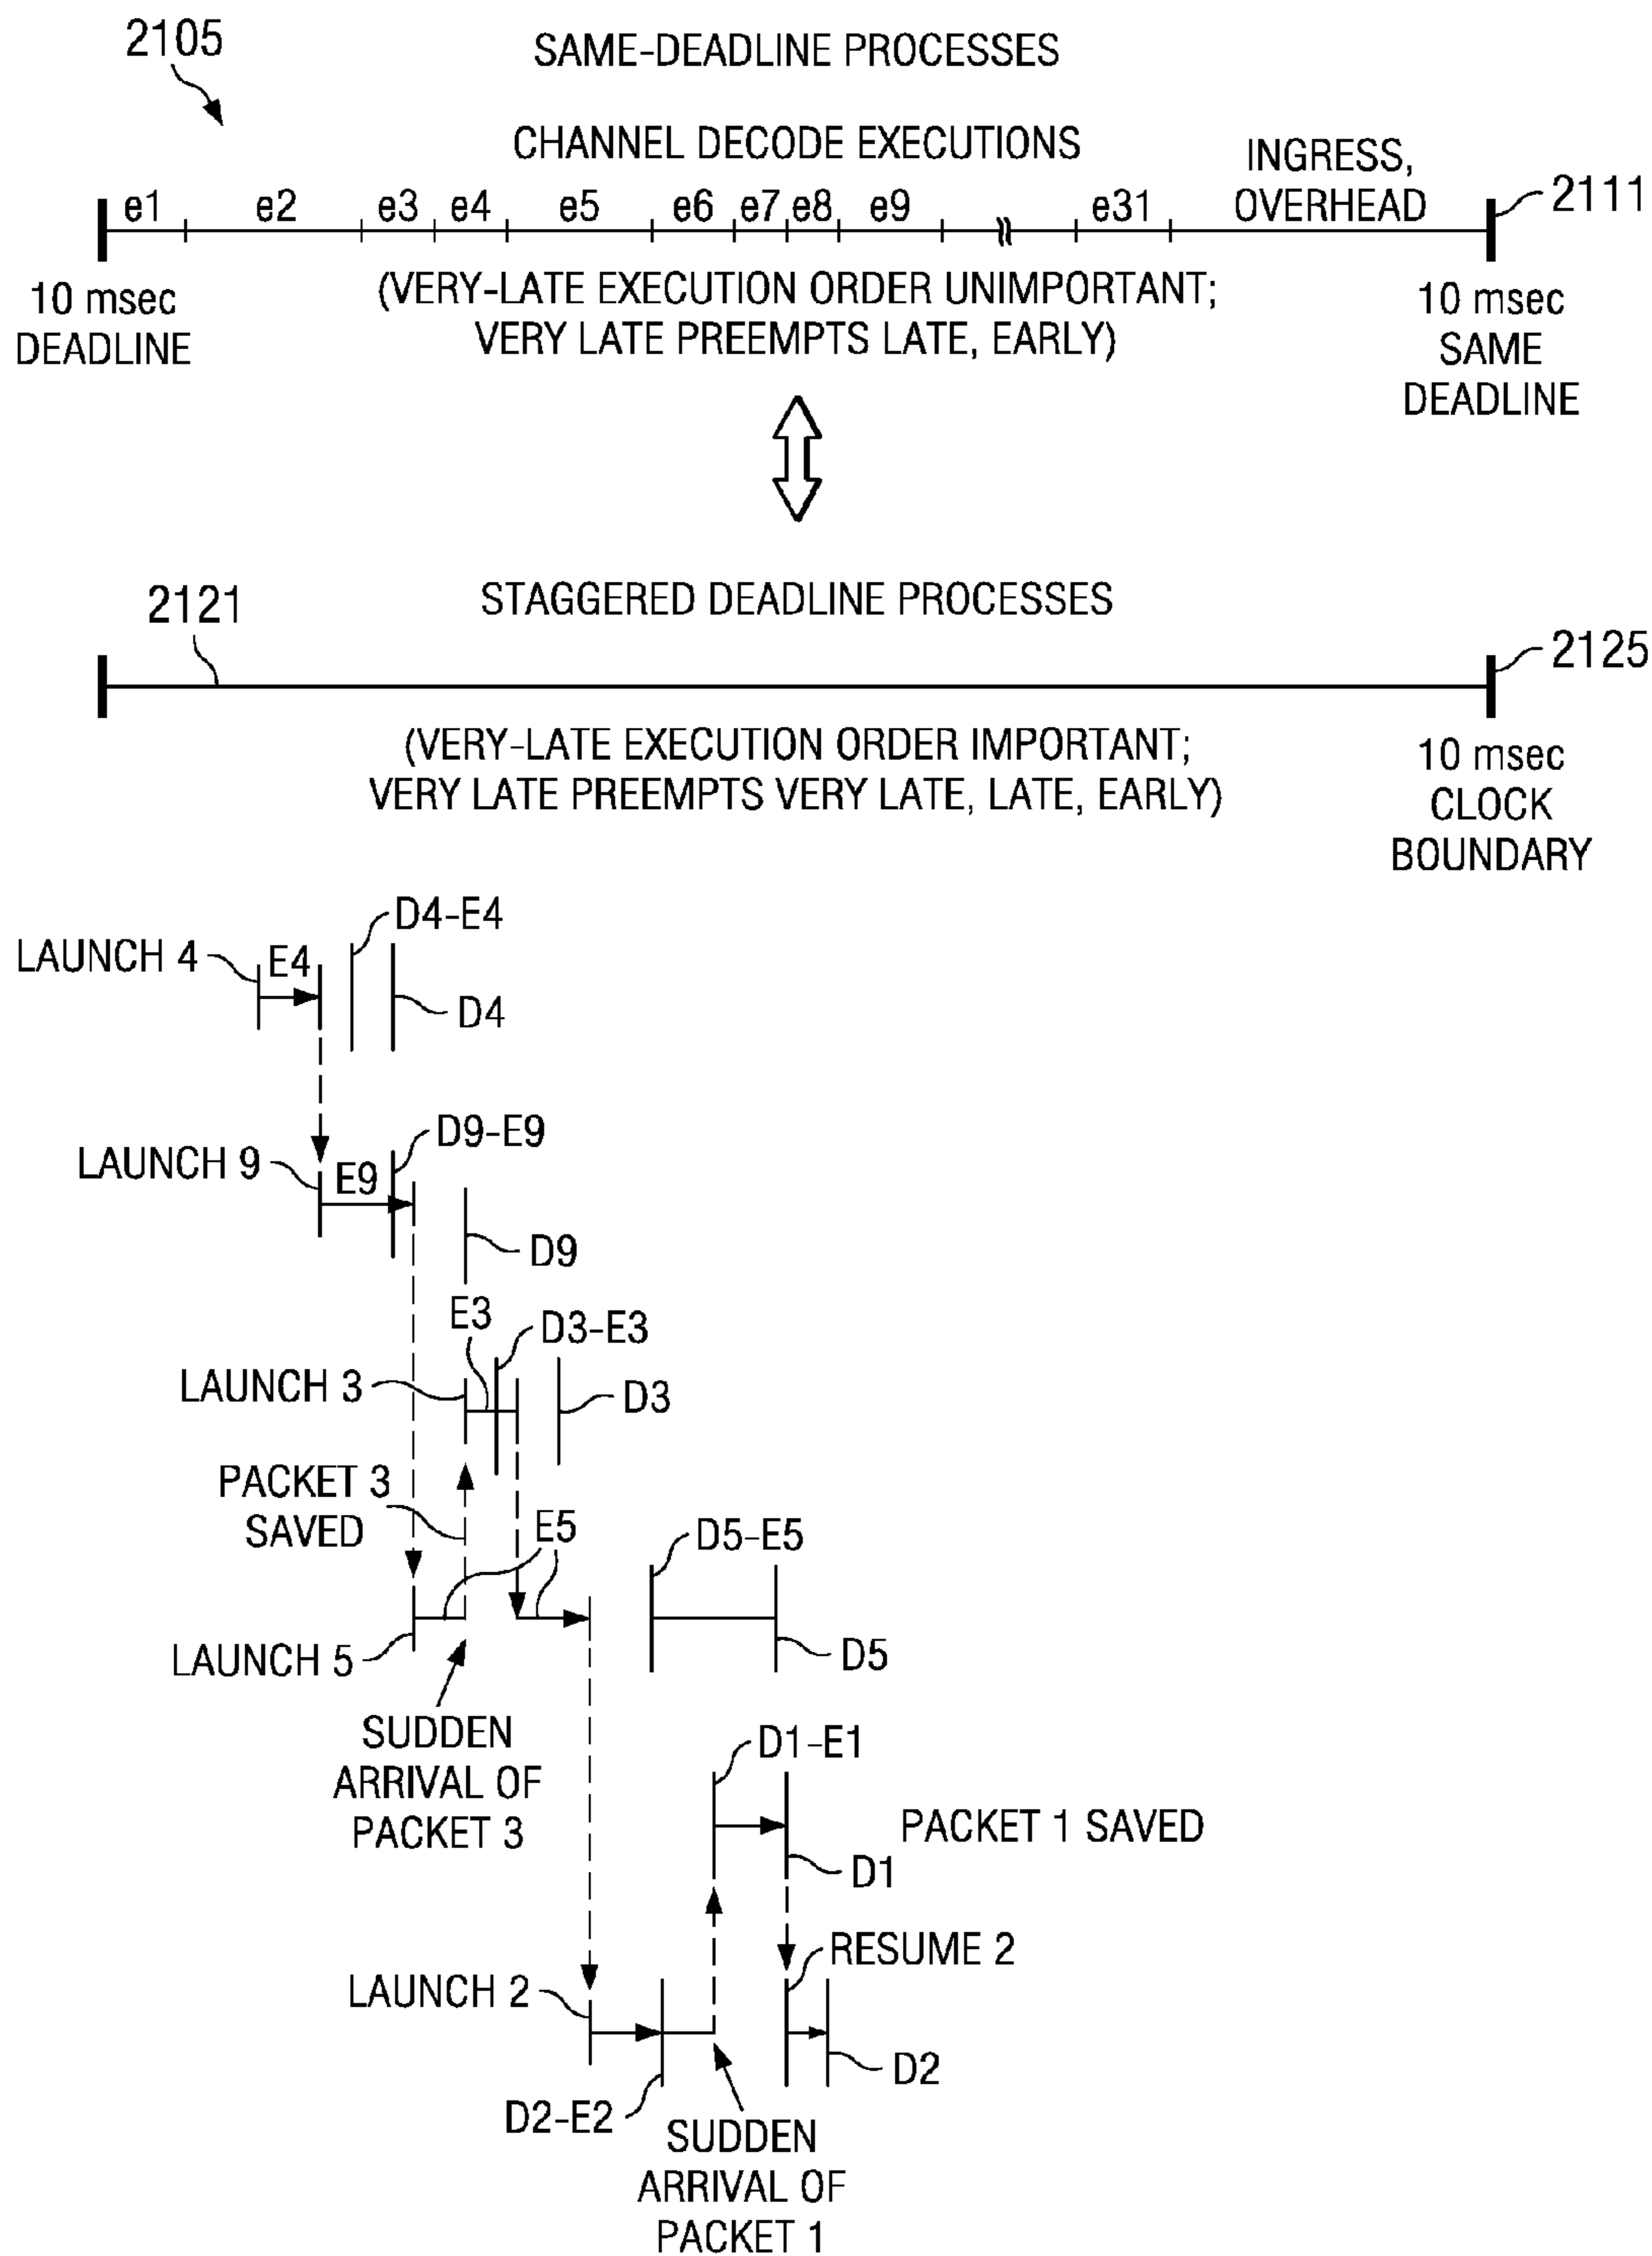 2105
SAME-DEADLINE PROCESSES
CHANNEL DECODE EXECUTIONS
INGRESS,
OVERHEAD
e1 e2 e3 e4 e5 e6 e7 e8 e9 e31
2111
10 msec
DEADLINE
(VERY-LATE EXECUTION ORDER UNIMPORTANT;
VERY LATE PREEMPTS LATE, EARLY)
10 msec
SAME
DEADLINE
2121
STAGGERED DEADLINE PROCESSES
2125
(VERY-LATE EXECUTION ORDER IMPORTANT;
VERY LATE PREEMPTS VERY LATE, LATE, EARLY)
10 msec
CLOCK
BOUNDARY
LAUNCH 4
E4
D4-E4
D4
LAUNCH 9
E9
D9-E9
D9
E3
D3-E3
LAUNCH 3
D3
PACKET 3
SAVED
E5
D5-E5
LAUNCH 5
D5
SUDDEN
ARRIVAL OF
PACKET 3
D1-E1
PACKET 1 SAVED
D1
RESUME 2
LAUNCH 2
D2
D2-E2
SUDDEN
ARRIVAL OF
PACKET 1